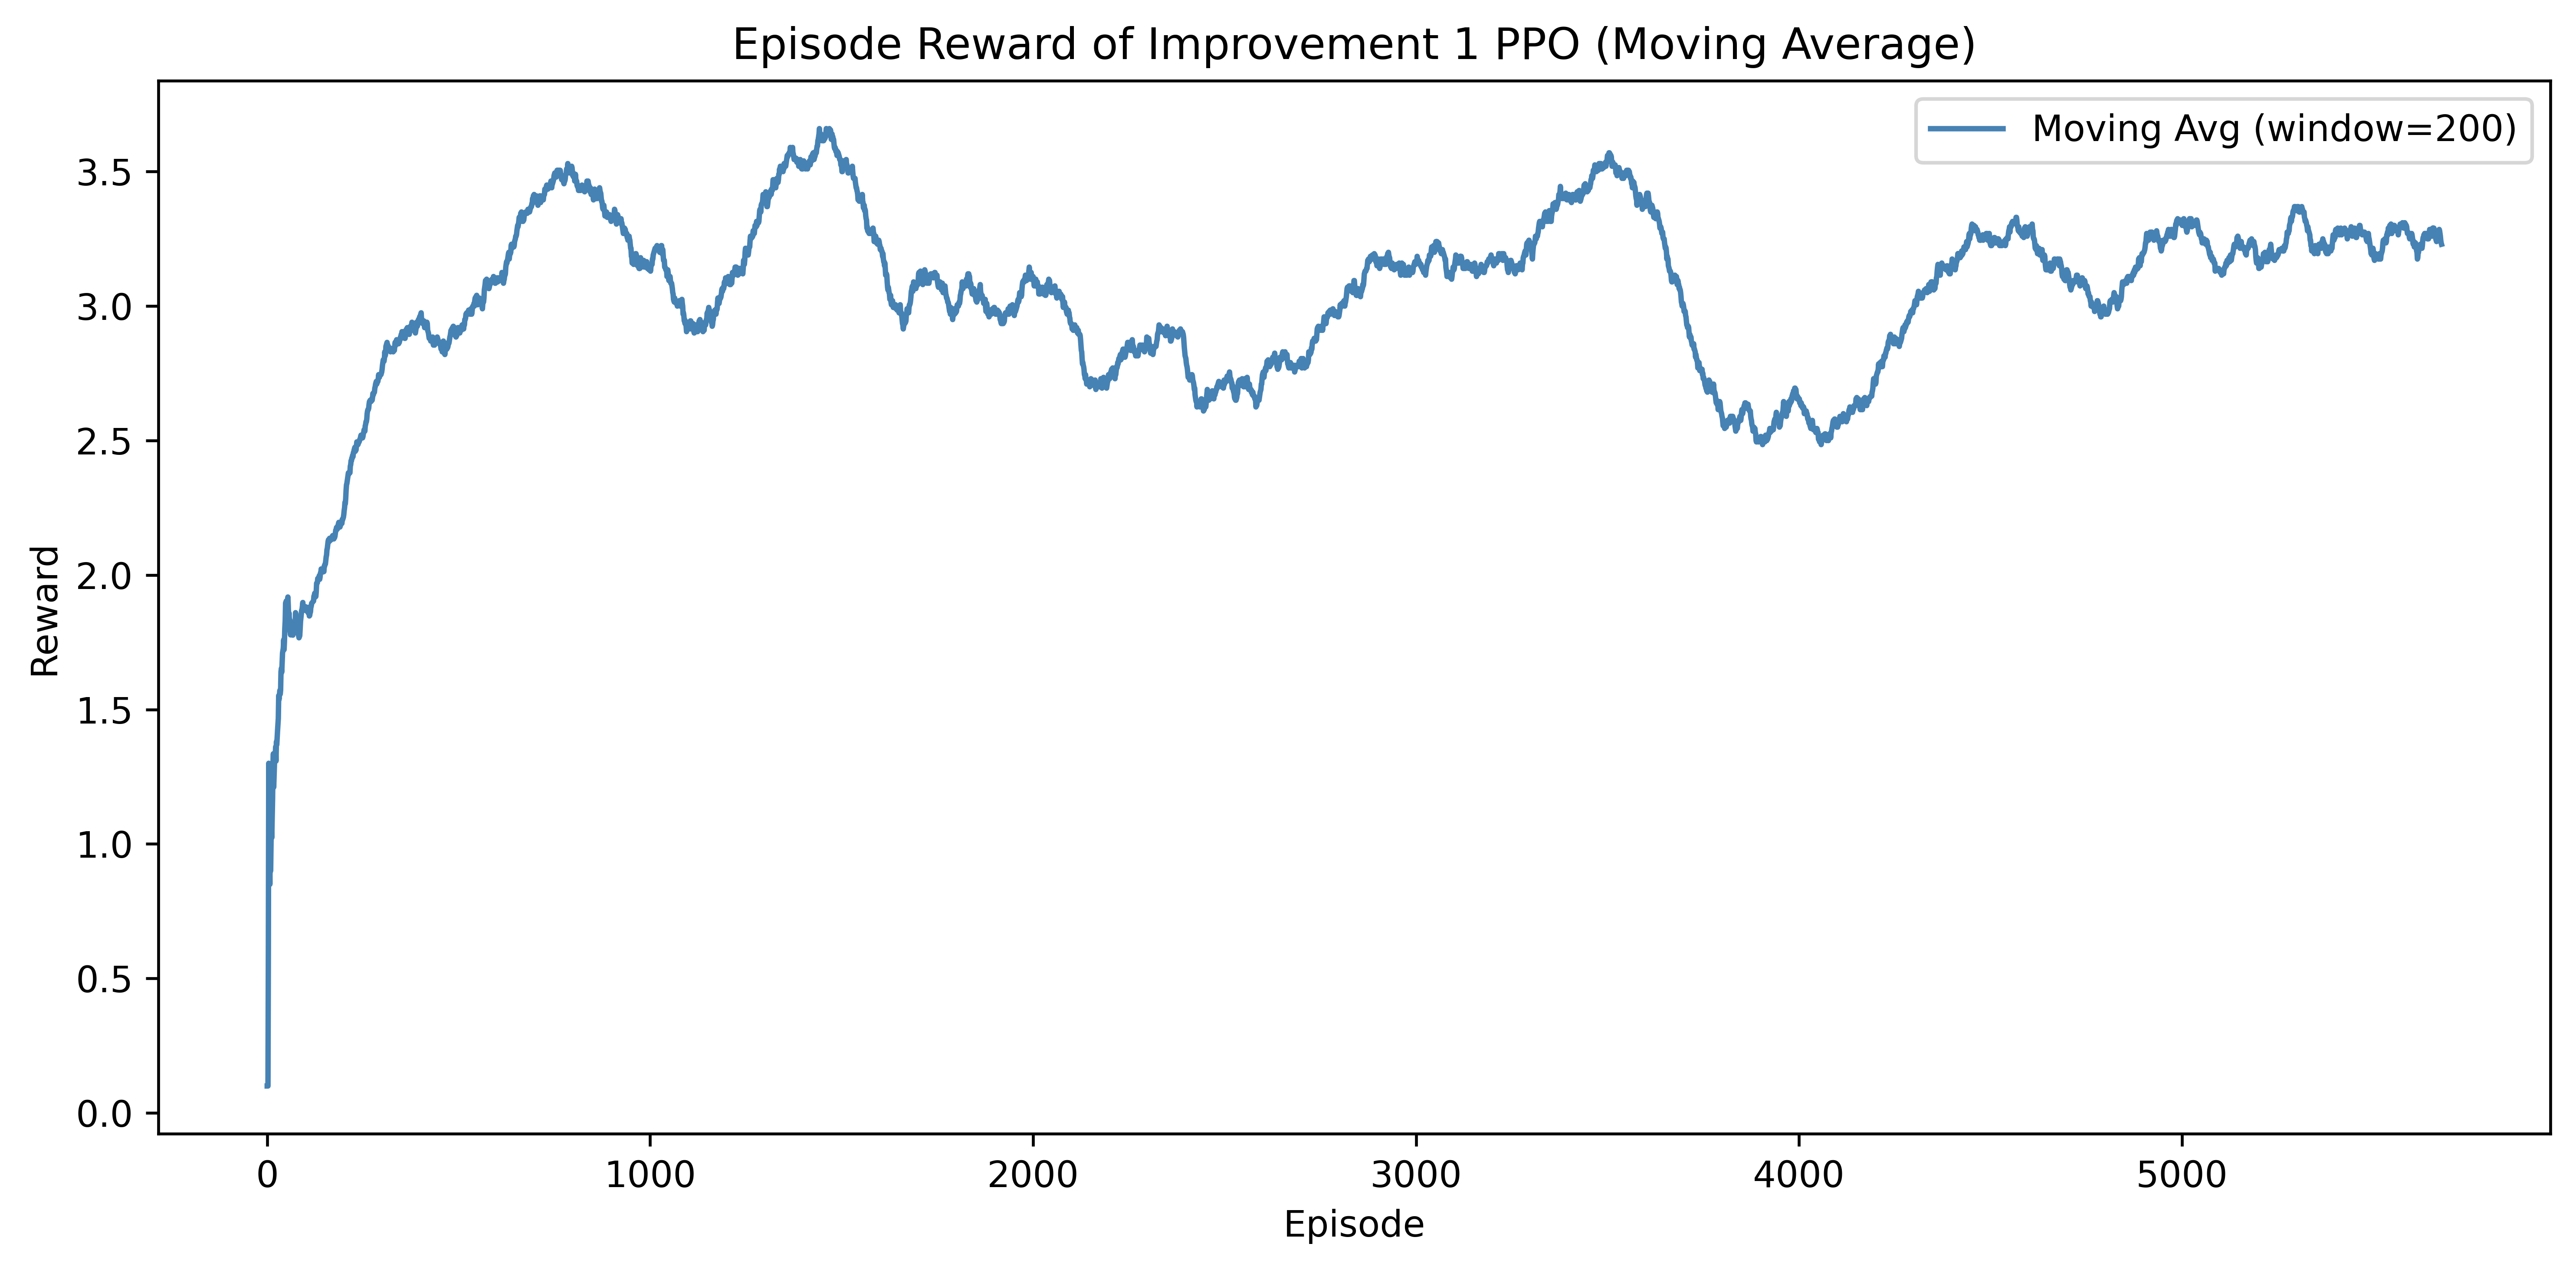 Episode Reward of Improvement 1 PPO (Moving Average)
Moving Avg (window=200)
3.5
3.0
2.5
2.0
1.5
1.0
0.5
0.0
Reward
0 1000 2000 3000 4000 5000
Episode